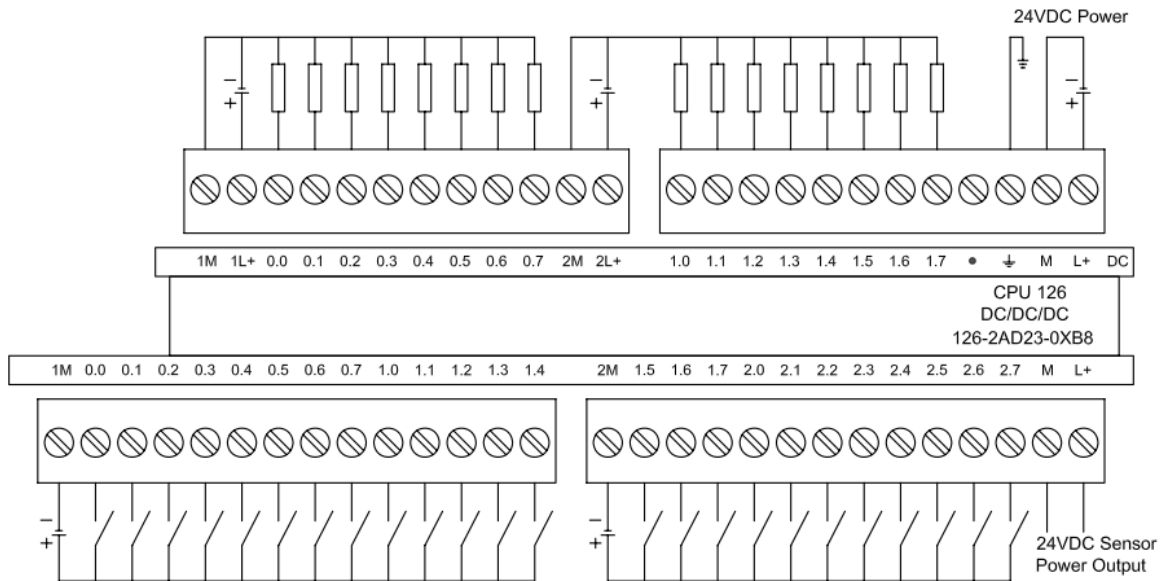 24VDC Power
− + − + − +
1M 1L+ 0.0 0.1 0.2 0.3 0.4 0.5 0.6 0.7 2M 2L+ 1.0 1.1 1.2 1.3 1.4 1.5 1.6 1.7 ● ⏚ M L+ DC
CPU 126
DC/DC/DC
126-2AD23-0XB8
1M 0.0 0.1 0.2 0.3 0.4 0.5 0.6 0.7 1.0 1.1 1.2 1.3 1.4 2M 1.5 1.6 1.7 2.0 2.1 2.2 2.3 2.4 2.5 2.6 2.7 M L+
− + − +
24VDC Sensor
Power Output